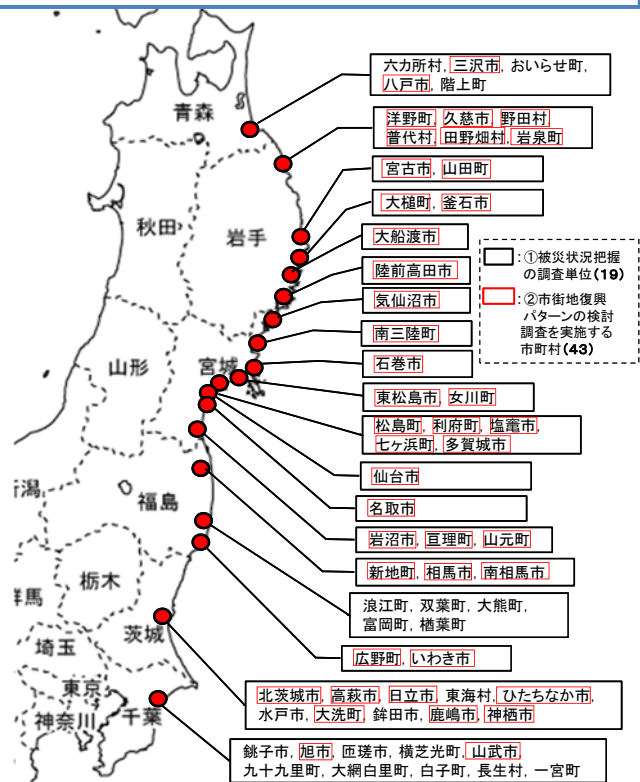 六カ所村, 三沢市, おいらせ町,
八戸市, 階上町
青森
洋野町, 久慈市, 野田村,
普代村, 田野畑村, 岩泉町
宮古市, 山田町
秋田
岩手
大槌町, 釜石市
大船渡市
:①被災状況把握
の調査単位(19)
:②市街地復興
パターンの検討
調査を実施する
市町村(43)
陸前高田市
気仙沼市
南三陸町
山形
宮城
石巻市
東松島市, 女川町
松島町, 利府町, 塩竈市,
七ヶ浜町, 多賀城市
仙台市
新潟
福島
名取市
岩沼市, 亘理町, 山元町
新地町, 相馬市, 南相馬市
栃木
群馬
浪江町, 双葉町, 大熊町,
富岡町, 楢葉町
茨城
埼玉
広野町, いわき市
東京
神奈川
千葉
北茨城市, 高萩市, 日立市, 東海村, ひたちなか市,
水戸市, 大洗町, 鉾田市, 鹿嶋市, 神栖市
銚子市, 旭市, 匝瑳市, 横芝光町, 山武市
九十九里町, 大網白里町, 白子町, 長生村, 一宮町